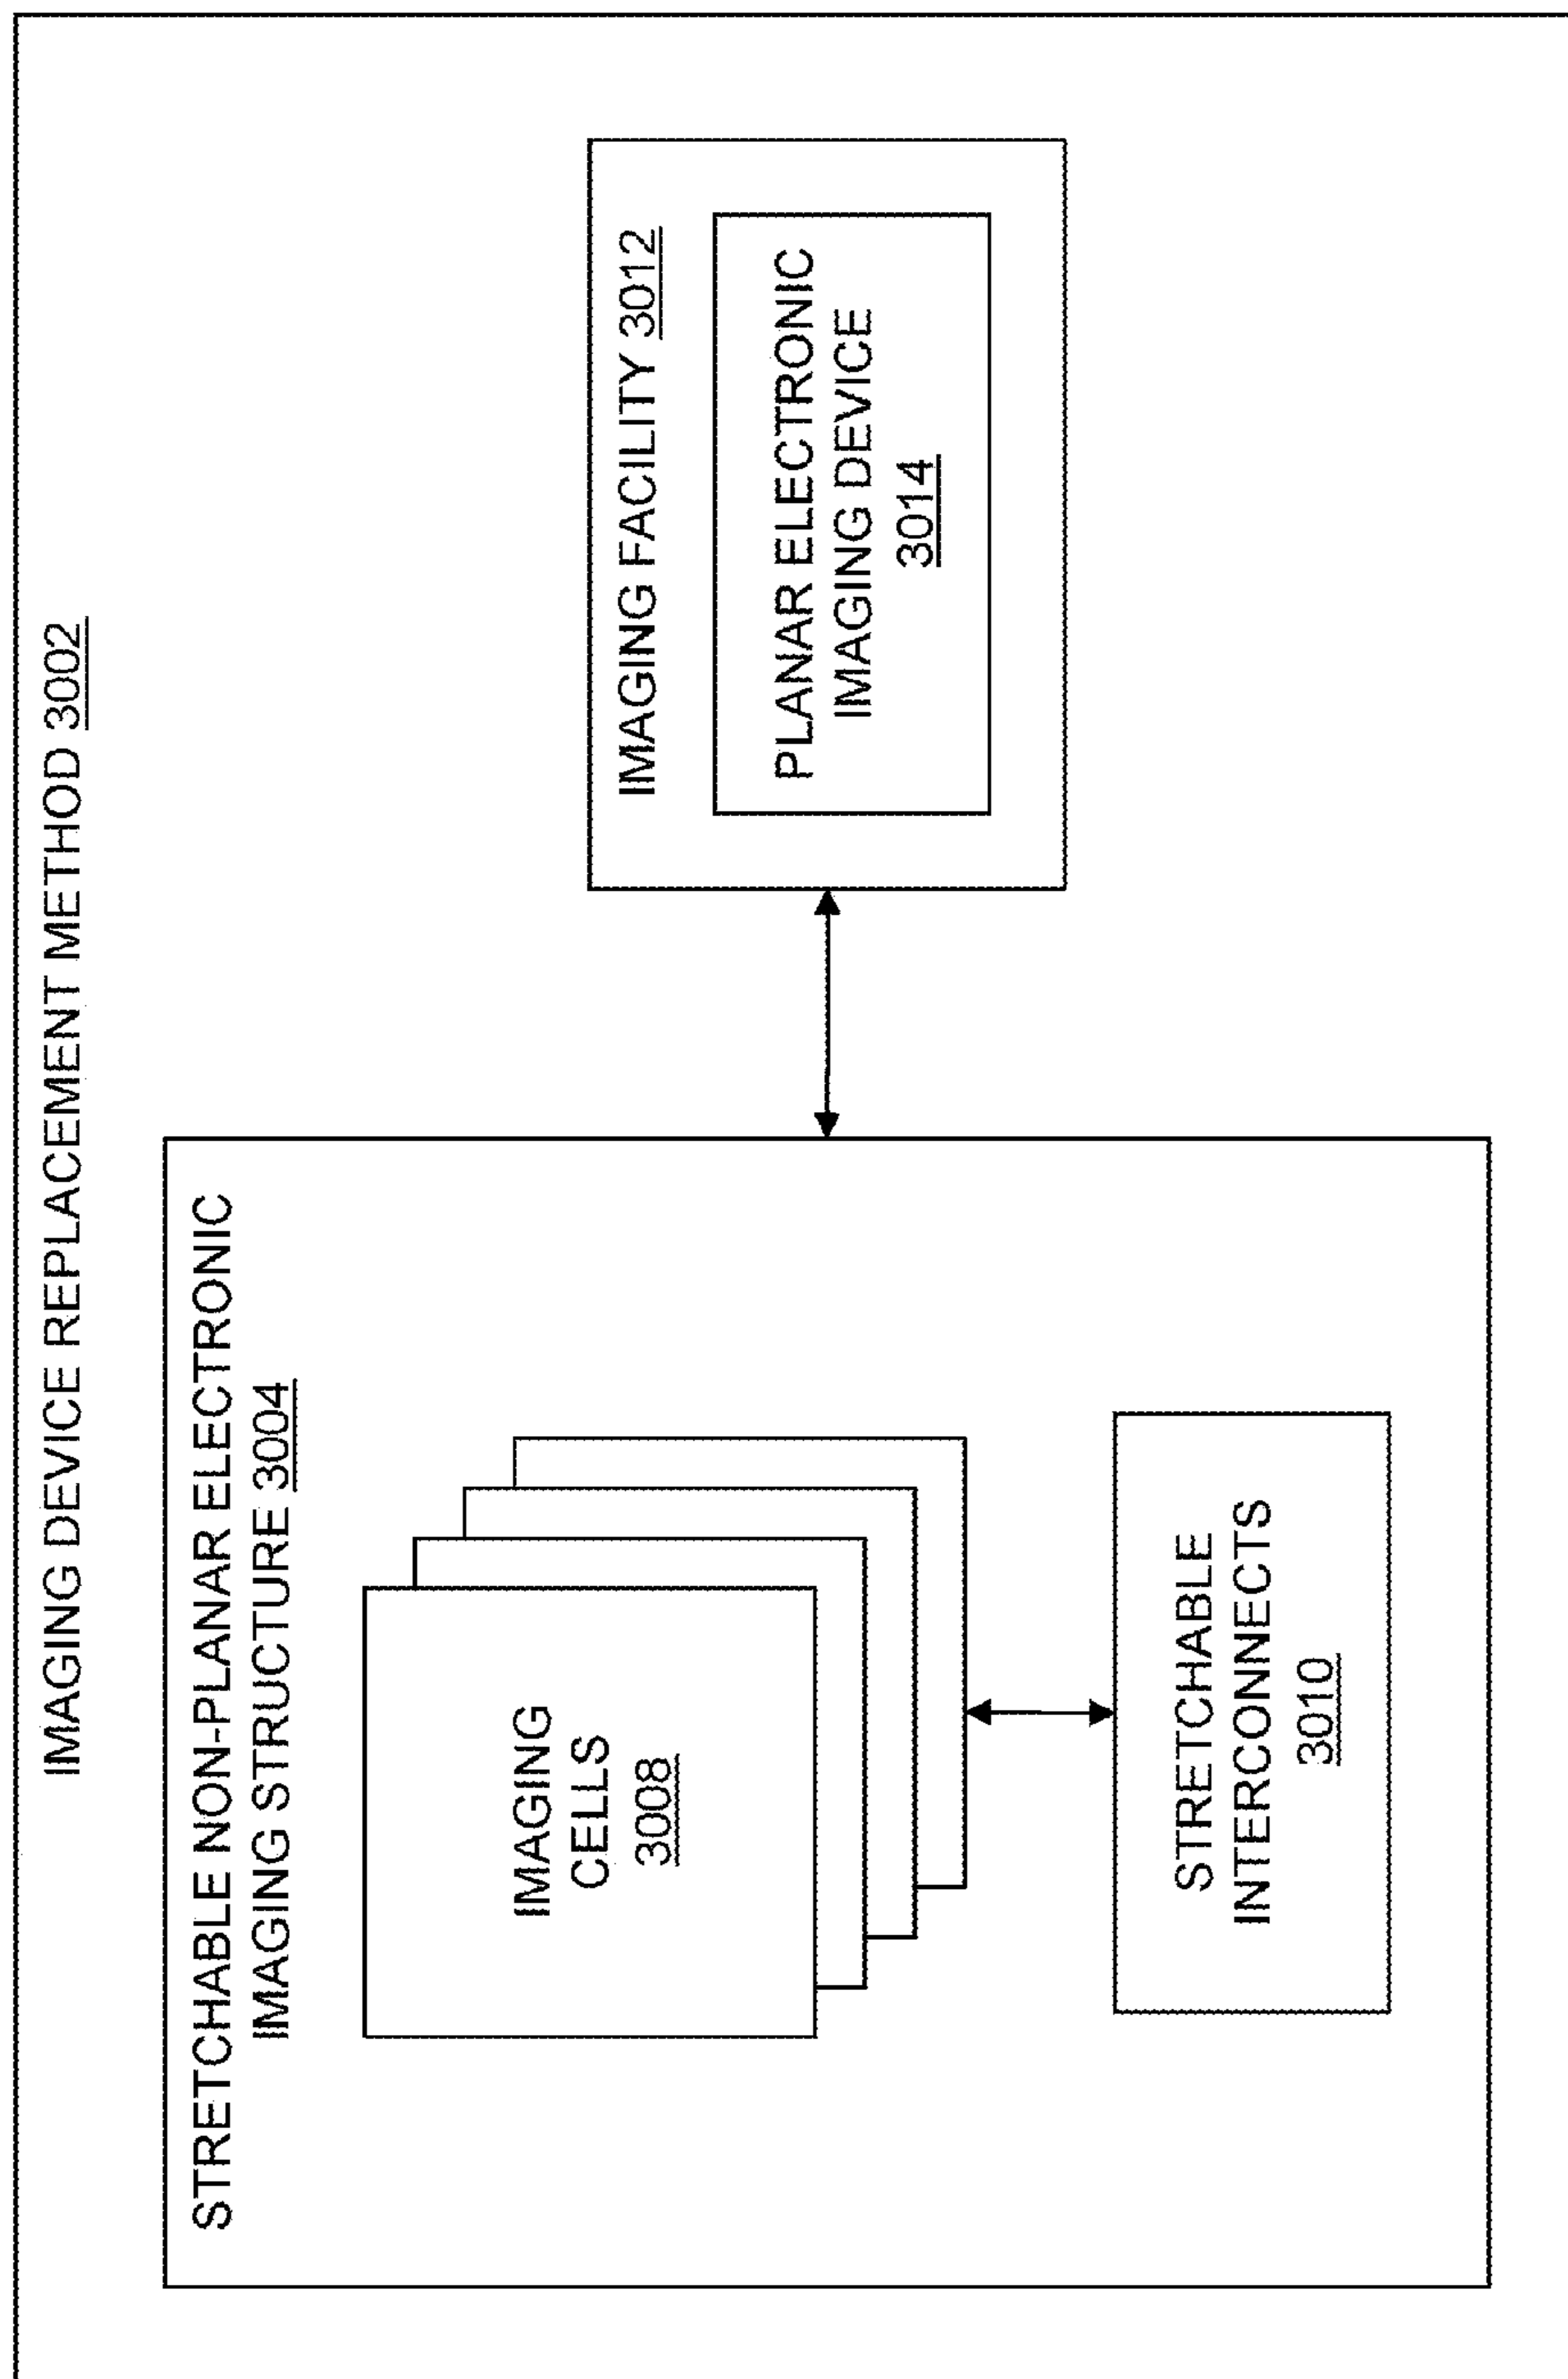 IMAGING DEVICE REPLACEMENT METHOD 3002
STRETCHABLE NON-PLANAR ELECTRONIC
IMAGING STRUCTURE 3004
IMAGING
CELLS
3008
STRETCHABLE
INTERCONNECTS
3010
IMAGING FACILITY 3012
PLANAR ELECTRONIC
IMAGING DEVICE
3014